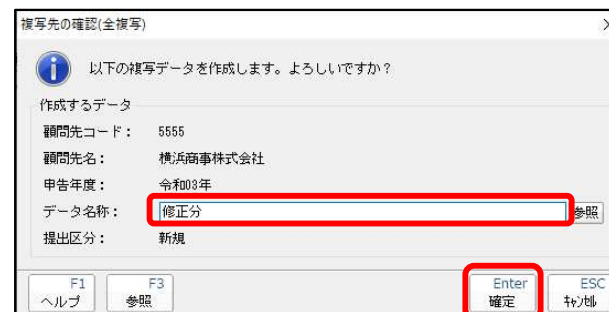 複写先の確認(全複写)
以下の複写データを作成します。よろしいですか？
作成するデータ
顧問先コード： 5555
顧問先名： 横浜商事株式会社
申告年度： 令和03年
データ名称： 修正分 参照
提出区分： 新規
F1 F3 Enter ESC
ヘルプ 参照 確定 キャンセル